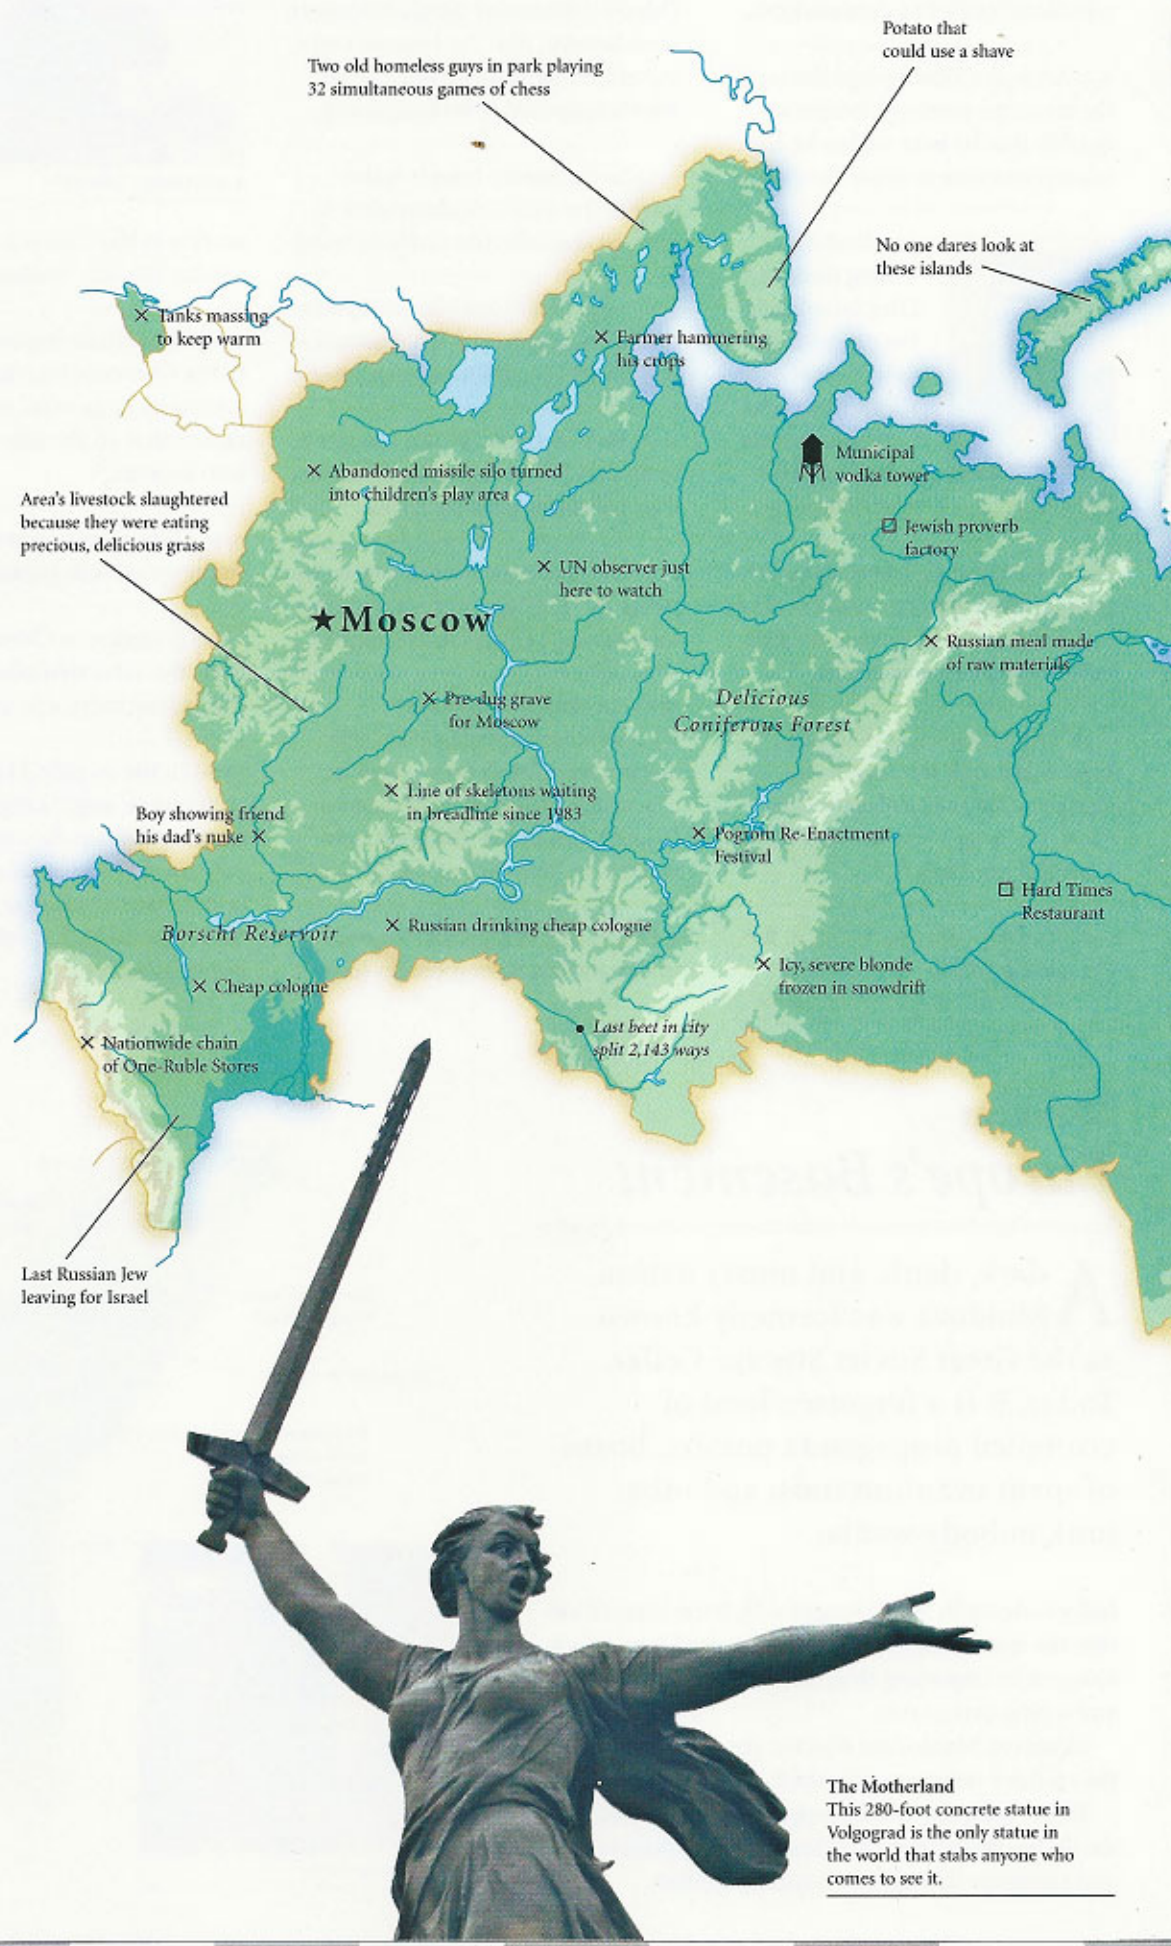 Potato that
could use a shave
Two old homeless guys in park playing
32 simultaneous games of chess
No one dares look at
these islands
Tanks massing
to keep warm
Farmer hammering
his crops
Municipal
vodka tower
Abandoned missile silo turned
into children's play area
Area's livestock slaughtered
because they were eating
precious, delicious grass
Jewish proverb
factory
UN observer just
here to watch
★Moscow
Russian meal made
of raw materials
Pre-dug grave
for Moscow
Delicious
Coniferous Forest
Line of skeletons waiting
in breadline since 1983
Boy showing friend
his dad's nuke
Pogrom Re-Enactment
Festival
Hard Times
Restaurant
Borscht Reservoir
Russian drinking cheap cologne
Icy, severe blonde
frozen in snowdrift
Cheap cologne
Last beet in city
split 2,143 ways
Nationwide chain
of One-Ruble Stores
Last Russian Jew
leaving for Israel
The Motherland
This 280-foot concrete statue in
Volgograd is the only statue in
the world that stabs anyone who
comes to see it.